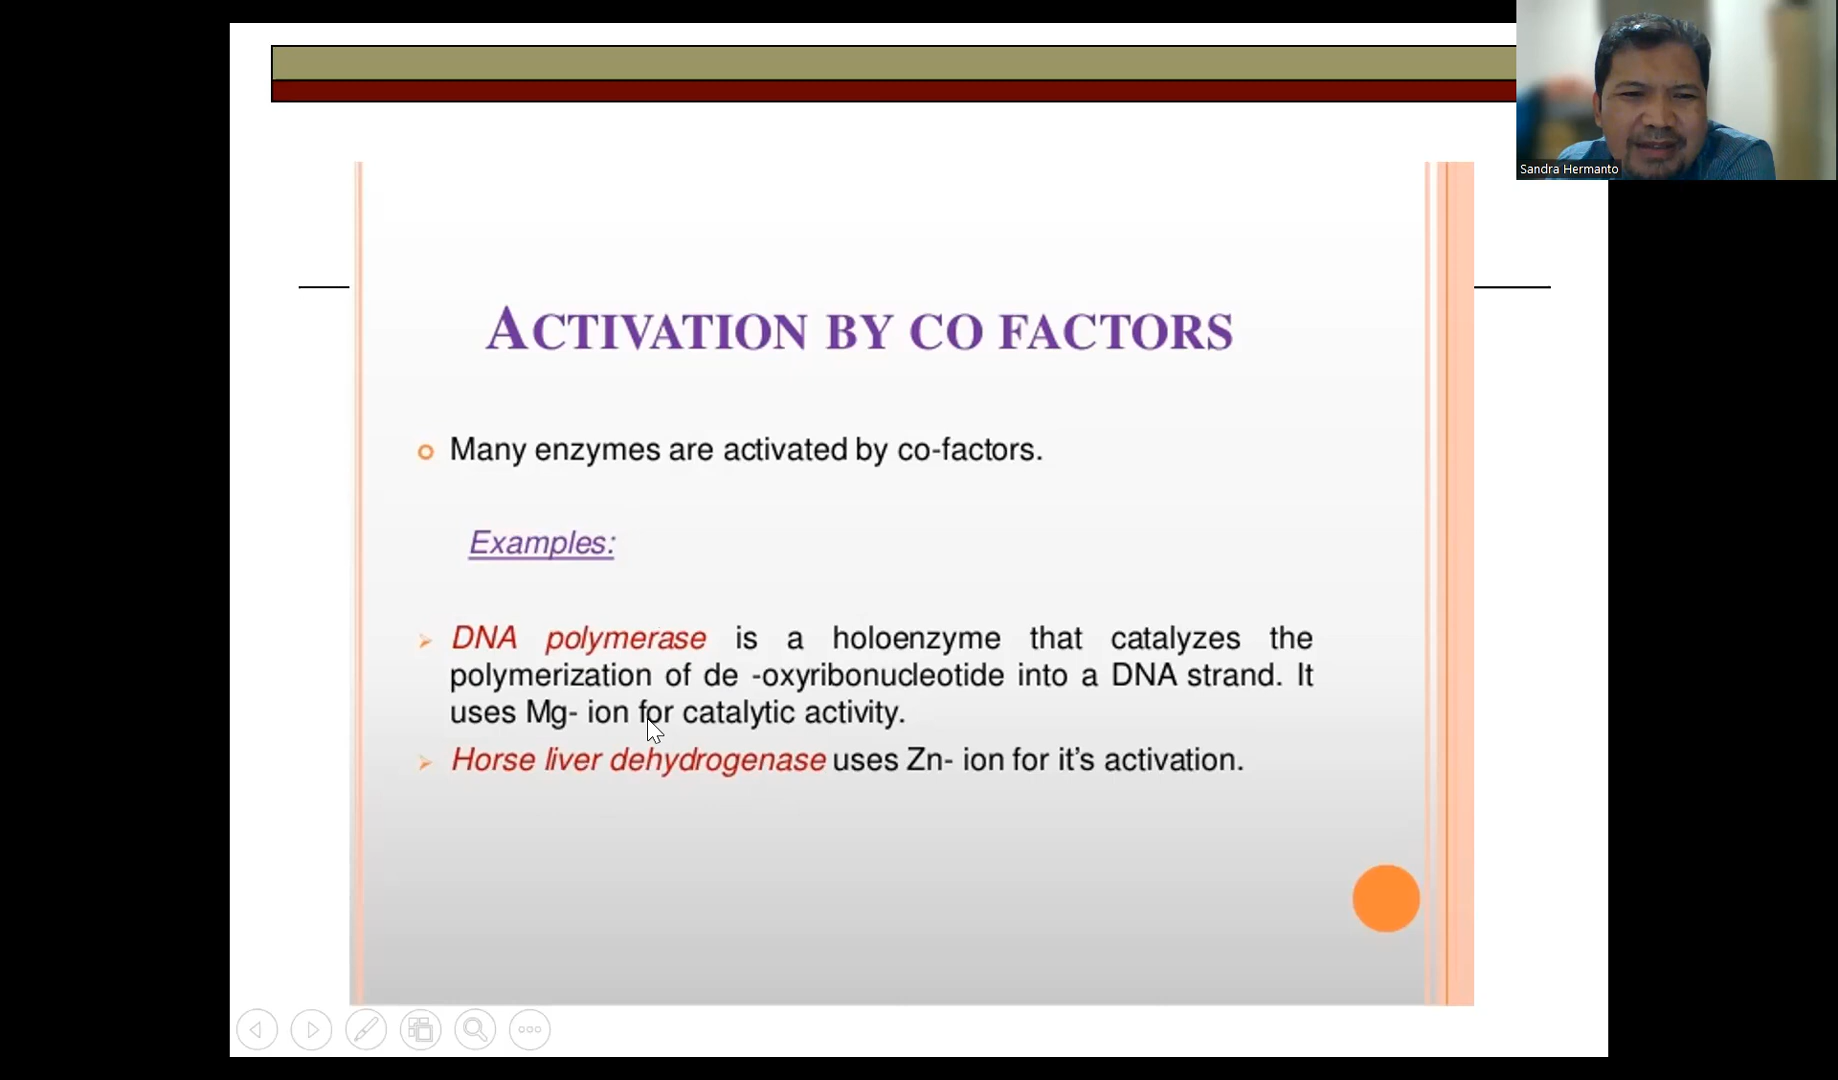 Sandra Hermanto
ACTIVATION BY CO FACTORS
Many enzymes are activated by co-factors.
Examples:
DNA polymerase is a holoenzyme that catalyzes the
polymerization of de -oxyribonucleotide into a DNA strand. It
uses Mg- ion for catalytic activity.
Horse liver dehydrogenase uses Zn- ion for it’s activation.